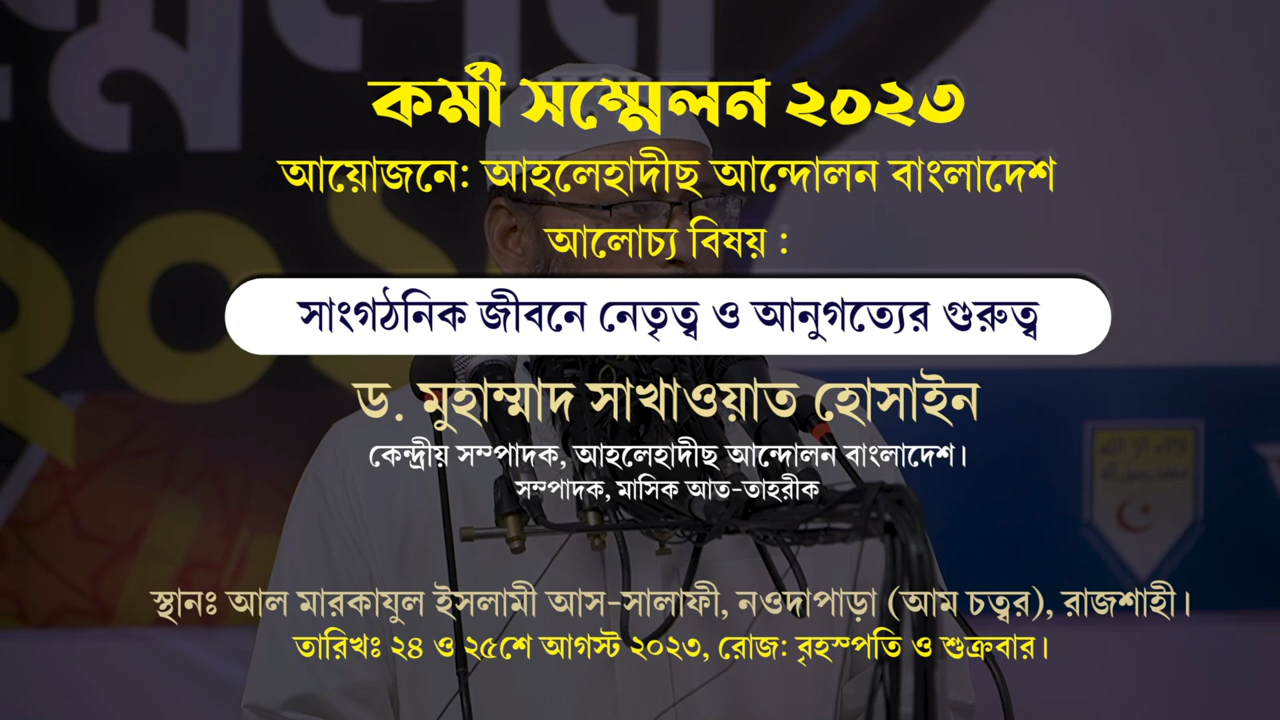 কর্মী সম্মেলন ২০২৩
আয়োজনে: আহলেহাদীছ আন্দোলন বাংলাদেশ
আলোচ্য বিষয় :
সাংগঠনিক জীবনে নেতৃত্ব ও আনুগত্যের গুরুত্ব
ড. মুহাম্মাদ সাখাওয়াত হোসাইন
কেন্দ্রীয় সম্পাদক, আহলেহাদীছ আন্দোলন বাংলাদেশ।
সম্পাদক, মাসিক আত-তাহরীক
স্থানঃ আল মারকাযুল ইসলামী আস-সালাফী, নওদাপাড়া (আম চত্বর), রাজশাহী।
তারিখঃ ২৪ ও ২৫শে আগস্ট ২০২৩, রোজ: বৃহস্পতি ও শুক্রবার।